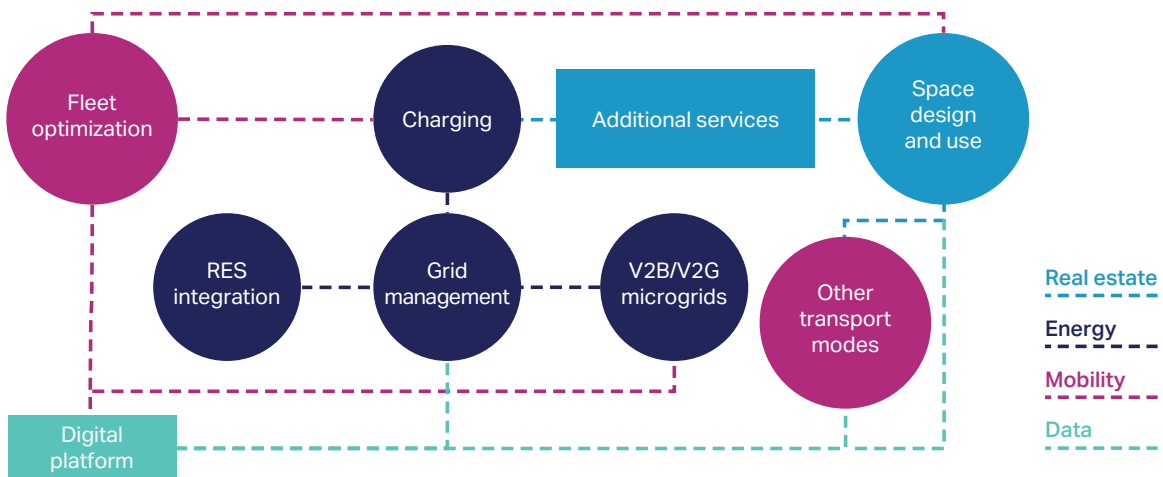 Fleet
optimization
Charging
Additional services
Space
design
and use
RES
integration
Grid
management
V2B/V2G
microgrids
Other
transport
modes
Digital
platform
Real estate
Energy
Mobility
Data